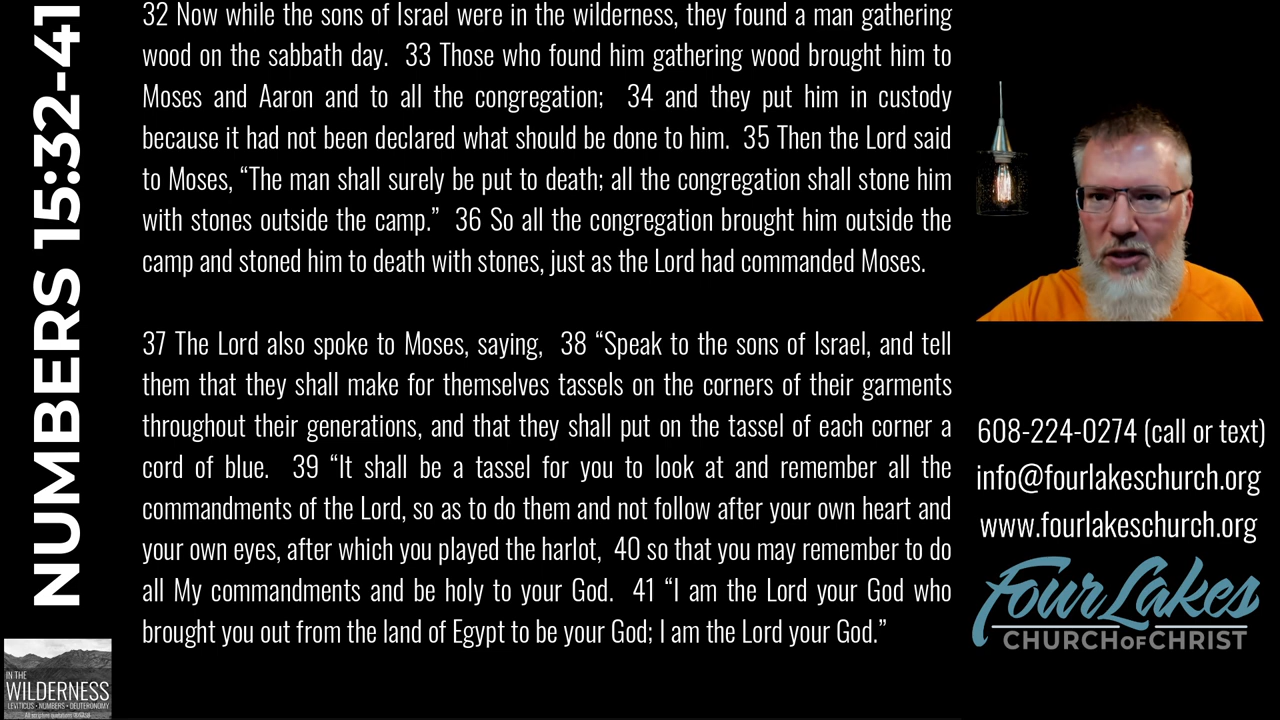 NUMBERS 15:32-41
32 Now while the sons of Israel were in the wilderness, they found a man gathering
wood on the sabbath day.  33 Those who found him gathering wood brought him to
Moses and Aaron and to all the congregation;  34 and they put him in custody
because it had not been declared what should be done to him.  35 Then the Lord said
to Moses, “The man shall surely be put to death; all the congregation shall stone him
with stones outside the camp.”  36 So all the congregation brought him outside the
camp and stoned him to death with stones, just as the Lord had commanded Moses.
37 The Lord also spoke to Moses, saying,  38 “Speak to the sons of Israel, and tell
them that they shall make for themselves tassels on the corners of their garments
throughout their generations, and that they shall put on the tassel of each corner a
cord of blue.  39 “It shall be a tassel for you to look at and remember all the
commandments of the Lord, so as to do them and not follow after your own heart and
your own eyes, after which you played the harlot,  40 so that you may remember to do
all My commandments and be holy to your God.  41 “I am the Lord your God who
brought you out from the land of Egypt to be your God; I am the Lord your God.”
608-224-0274 (call or text)
info@fourlakeschurch.org
www.fourlakeschurch.org
Four Lakes
CHURCH OF CHRIST
IN THE
WILDERNESS
LEVITICUS • NUMBERS • DEUTERONOMY